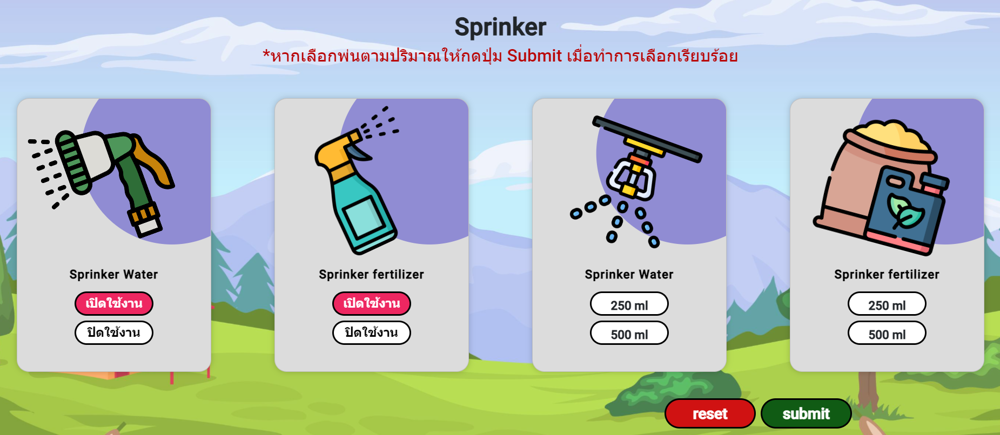 Sprinker
*หากเลือกพ่นตามปริมาณให้กดปุ่ม Submit เมื่อทำการเลือกเรียบร้อย
Sprinker Water
เปิดใช้งาน
ปิดใช้งาน
Sprinker fertilizer
เปิดใช้งาน
ปิดใช้งาน
Sprinker Water
250 ml
500 ml
Sprinker fertilizer
250 ml
500 ml
reset
submit